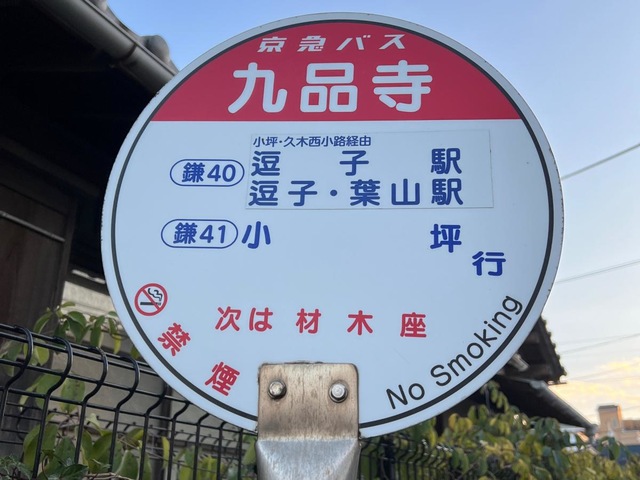 京急バス
九品寺
小坪・久木西小路経由
鎌40 逗子駅
逗子・葉山駅
鎌41 小坪
行
次は 材木座
禁煙
No Smoking